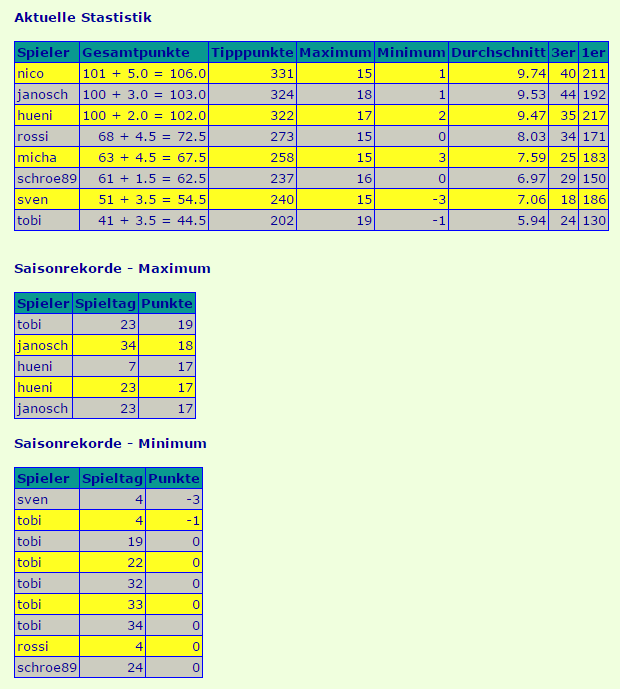 Aktuelle Stastistik
Spieler Gesamtpunkte Tipppunkte Maximum Minimum Durchschnitt 3er 1er
nico 101 + 5.0 = 106.0 331 15 1 9.74 40 211
janosch 100 + 3.0 = 103.0 324 18 1 9.53 44 192
hueni 100 + 2.0 = 102.0 322 17 2 9.47 35 217
rossi 68 + 4.5 = 72.5 273 15 0 8.03 34 171
micha 63 + 4.5 = 67.5 258 15 3 7.59 25 183
schroe89 61 + 1.5 = 62.5 237 16 0 6.97 29 150
sven 51 + 3.5 = 54.5 240 15 -3 7.06 18 186
tobi 41 + 3.5 = 44.5 202 19 -1 5.94 24 130
Saisonrekorde - Maximum
Spieler Spieltag Punkte
tobi 23 19
janosch 34 18
hueni 7 17
hueni 23 17
janosch 23 17
Saisonrekorde - Minimum
Spieler Spieltag Punkte
sven 4 -3
tobi 4 -1
tobi 19 0
tobi 22 0
tobi 32 0
tobi 33 0
tobi 34 0
rossi 4 0
schroe89 24 0